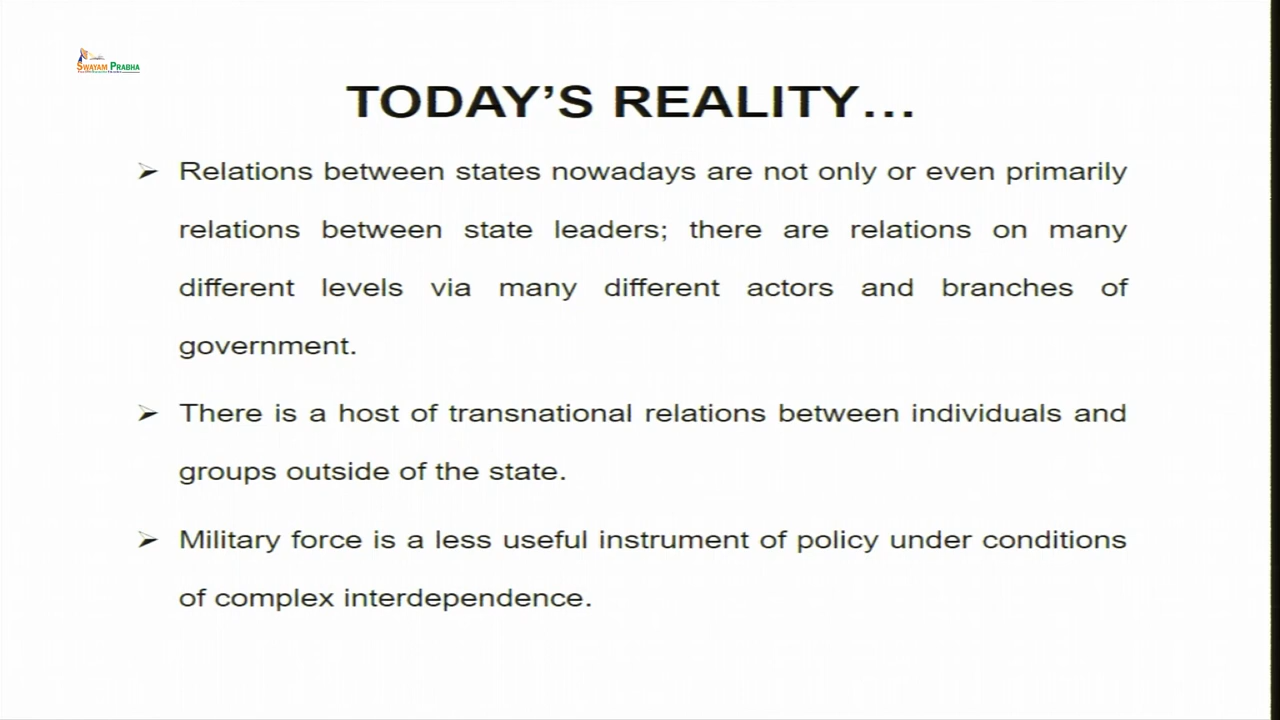 SWAYAM PRABHA
TODAY'S REALITY...
➢ Relations between states nowadays are not only or even primarily
relations between state leaders; there are relations on many
different levels via many different actors and branches of
government.
➢ There is a host of transnational relations between individuals and
groups outside of the state.
➢ Military force is a less useful instrument of policy under conditions
of complex interdependence.